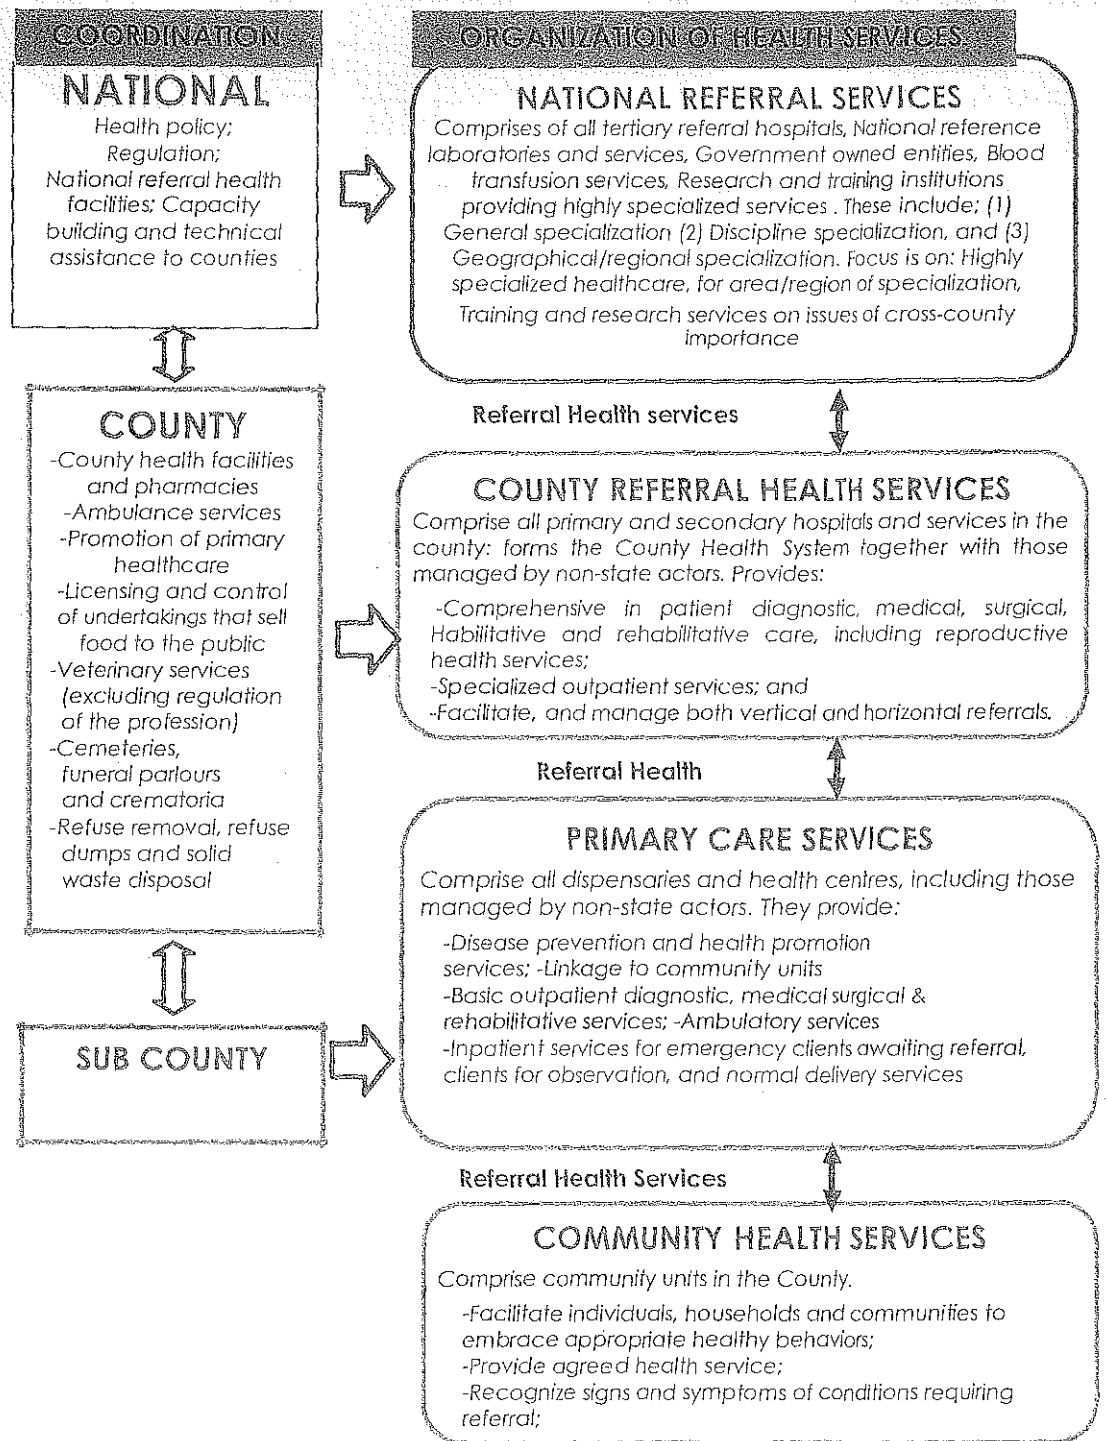 COORDINATION
NATIONAL
Health policy;
Regulation;
National referral health
facilities; Capacity
building and technical
assistance to counties
COUNTY
-County health facilities
and pharmacies
-Ambulance services
-Promotion of primary
healthcare
-Licensing and control
of undertakings that sell
food to the public
-Veterinary services
(excluding regulation
of the profession)
-Cemeteries,
funeral parlours
and crematoria
-Refuse removal, refuse
dumps and solid
waste disposal
SUB COUNTY
ORGANIZATION OF HEALTH SERVICES
NATIONAL REFERRAL SERVICES
Comprises of all tertiary referral hospitals, National reference
laboratories and services, Government owned entities, Blood
transfusion services, Research and training institutions
providing highly specialized services . These include; (1)
General specialization (2) Discipline specialization, and (3)
Geographical/regional specialization. Focus is on: Highly
specialized healthcare, for area/region of specialization,
Training and research services on issues of cross-county
importance
Referral Health services
COUNTY REFERRAL HEALTH SERVICES
Comprise all primary and secondary hospitals and services in the
county: forms the County Health System together with those
managed by non-state actors. Provides:
-Comprehensive in patient diagnostic, medical, surgical,
Habilitative and rehabilitative care, including reproductive
health services;
-Specialized outpatient services; and
-Facilitate, and manage both vertical and horizontal referrals.
Referral Health
PRIMARY CARE SERVICES
Comprise all dispensaries and health centres, including those
managed by non-state actors. They provide:
-Disease prevention and health promotion
services; -Linkage to community units
-Basic outpatient diagnostic, medical surgical &
rehabilitative services; -Ambulatory services
-Inpatient services for emergency clients awaiting referral,
clients for observation, and normal delivery services
Referral Health Services
COMMUNITY HEALTH SERVICES
Comprise community units in the County.
-Facilitate individuals, households and communities to
embrace appropriate healthy behaviors;
-Provide agreed health service;
-Recognize signs and symptoms of conditions requiring
referral;